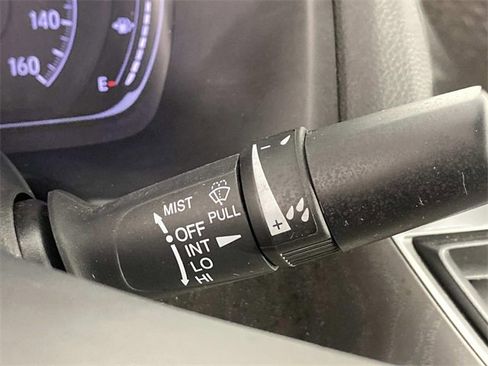 140
160
E
MIST
PULL
OFF
INT
LO
HI
−
+